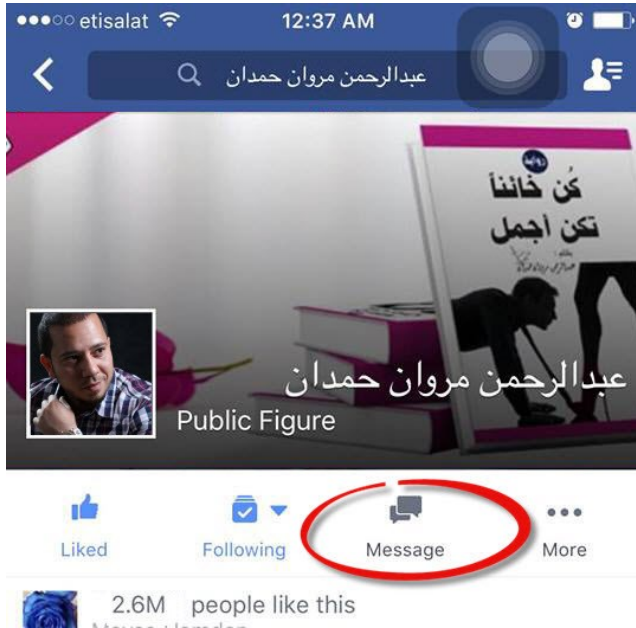 etisalat 12:37 AM
عبدالرحمن مروان حمدان
رواية
كُن خائناً
تكن أجمل
عبدالرحمن مروان حمدان
Public Figure
Liked Following Message More
2.6M people like this